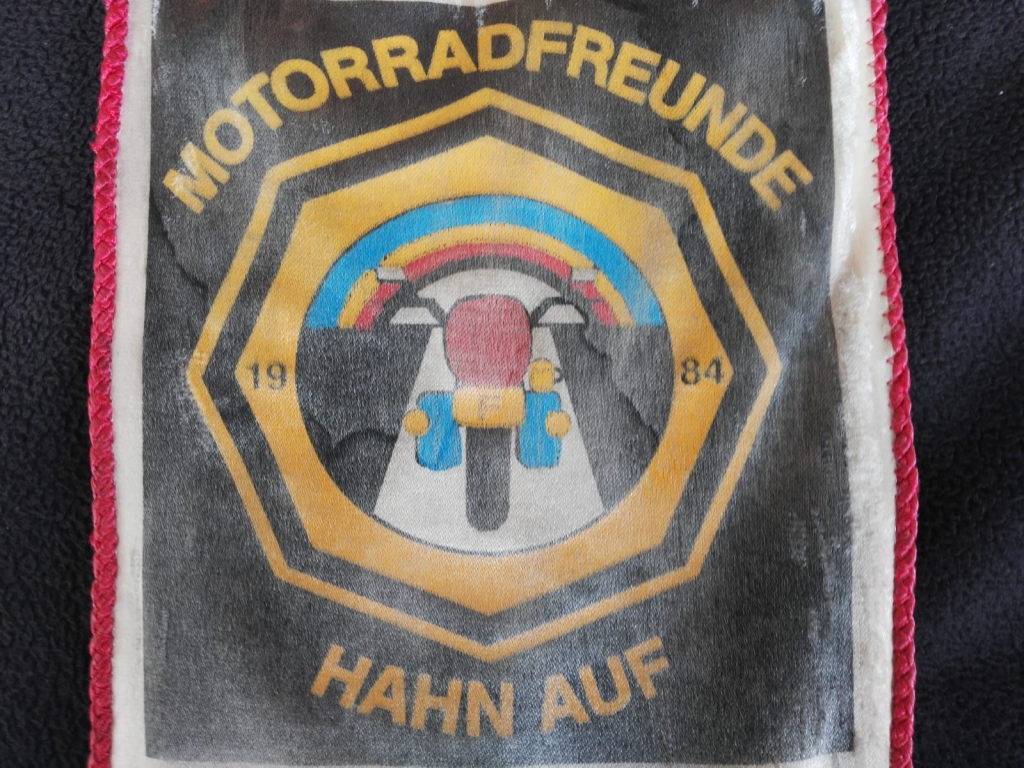 MOTORRADFREUNDE
19 84
HAHN AUF